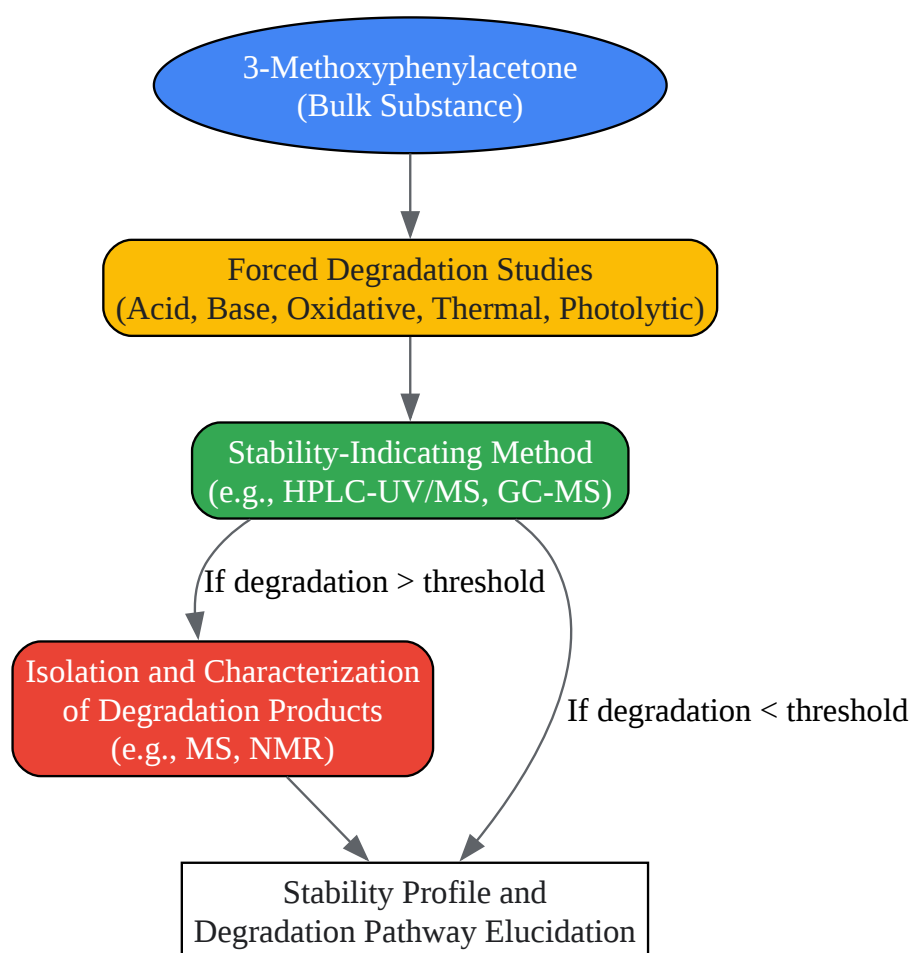 3-Methoxyphenylacetone
(Bulk Substance)
Forced Degradation Studies
(Acid, Base, Oxidative, Thermal, Photolytic)
Stability-Indicating Method
(e.g., HPLC-UV/MS, GC-MS)
If degradation > threshold
Isolation and Characterization
of Degradation Products
(e.g., MS, NMR)
If degradation < threshold
Stability Profile and
Degradation Pathway Elucidation